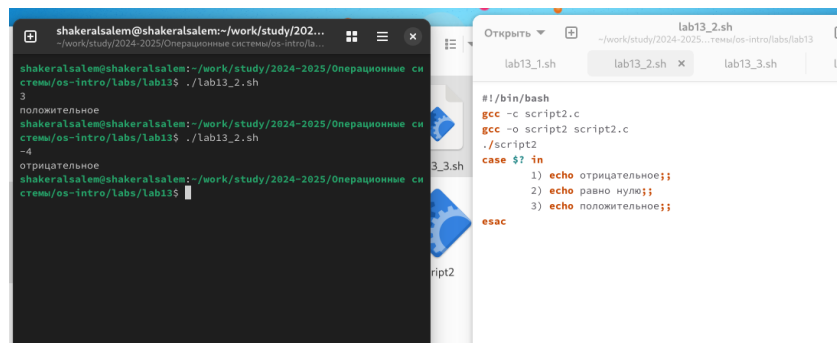 shakeralsalem@shakeralsalem:~/work/study/202...
~/work/study/2024-2025/Операционные системы/os-intro/la...
shakeralsalem@shakeralsalem:~/work/study/2024-2025/Операционные си
стемы/os-intro/labs/lab13$ ./lab13_2.sh
3
положительное
shakeralsalem@shakeralsalem:~/work/study/2024-2025/Операционные си
стемы/os-intro/labs/lab13$ ./lab13_2.sh
-4
отрицательное
shakeralsalem@shakeralsalem:~/work/study/2024-2025/Операционные си
стемы/os-intro/labs/lab13$
3_3.sh
ript2
Открыть
lab13_2.sh
~/work/study/2024-2025...темы/os-intro/labs/lab13
lab13_1.sh
lab13_2.sh
lab13_3.sh
#!/bin/bash
gcc -c script2.c
gcc -o script2 script2.c
./script2
case $? in
1) echo отрицательное;;
2) echo равно нулю;;
3) echo положительное;;
esac